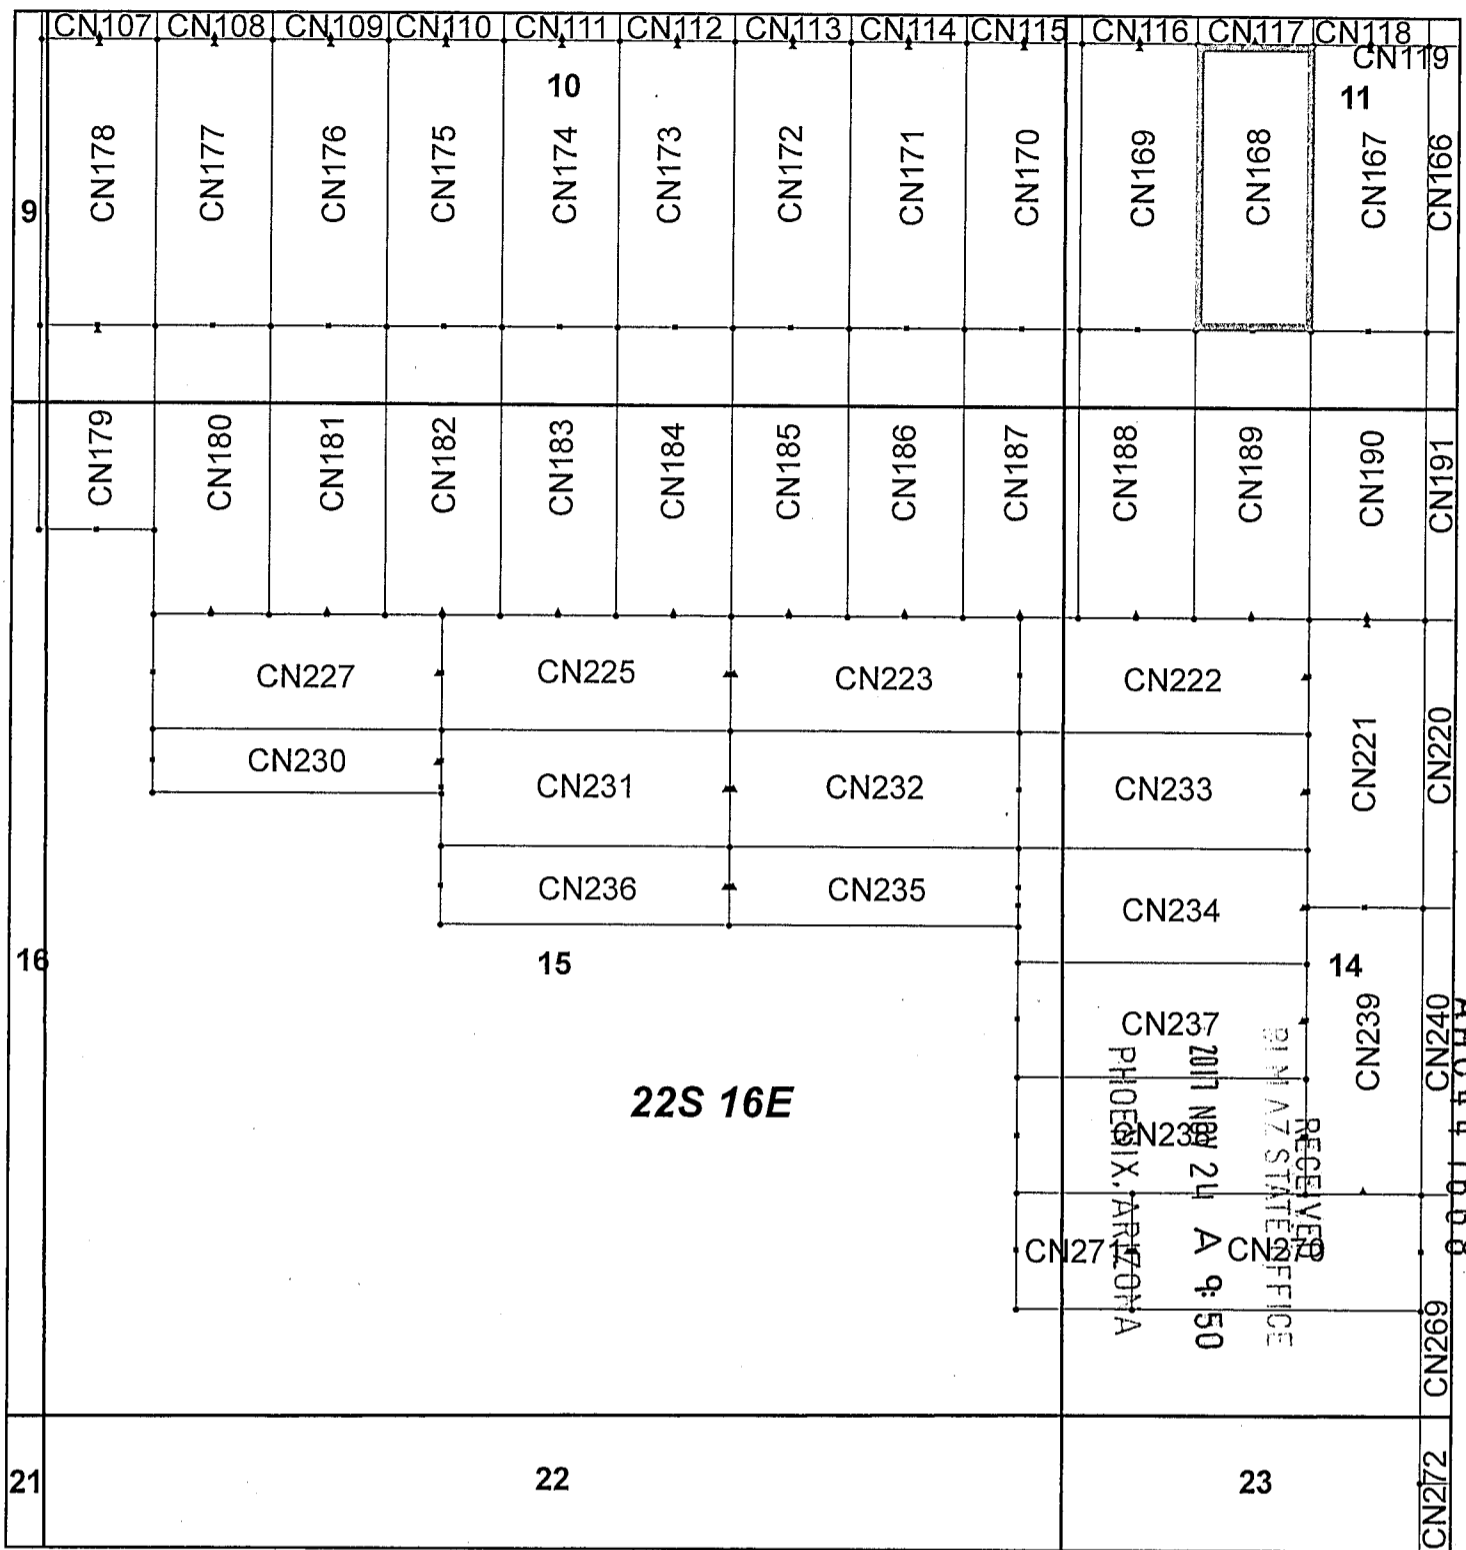 CN107 CN108 CN109 CN110 CN111 CN112 CN113 CN114 CN115 CN116 CN117 CN118
CN119
10
11
9
CN178 CN177 CN176 CN175 CN174 CN173 CN172 CN171 CN170 CN169 CN168 CN167 CN166
CN179 CN180 CN181 CN182 CN183 CN184 CN185 CN186 CN187 CN188 CN189 CN190 CN191
CN227 CN225 CN223 CN222
CN221 CN220
CN230 CN231 CN232 CN233
CN236 CN235 CN234
16
15
14
CN237
CN239 CN240
22S 16E
CN271 CN270
CN269
RECEIVED
BLM AZ STATE OFFICE
2017 NOV 24 A 9:50
PHOENIX, ARIZONA
21
22
23
CN272